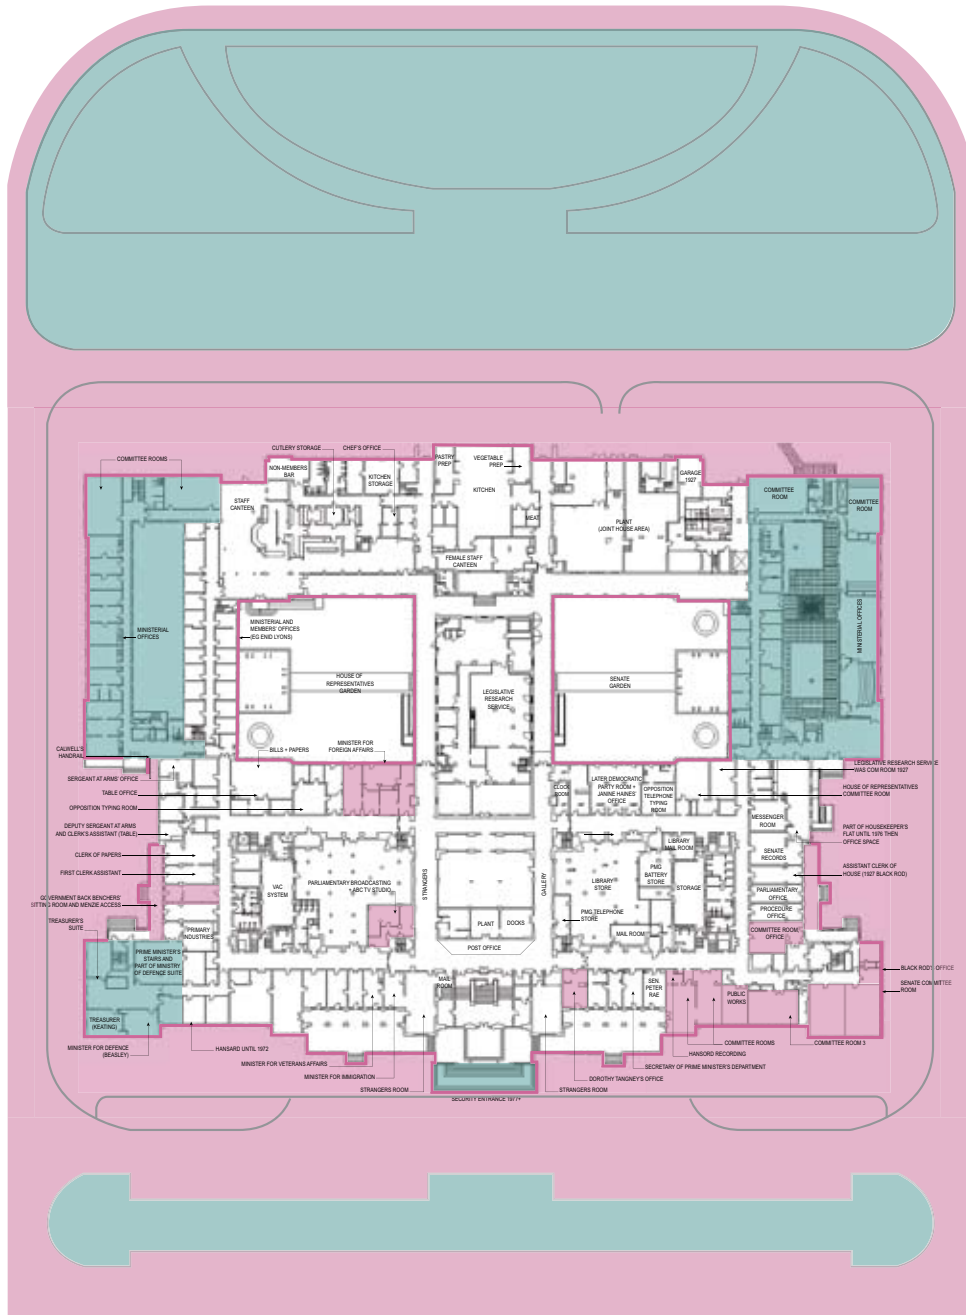 CUTLERY STORAGE
CHEF'S OFFICE
COMMITTEE ROOMS
NON-MEMBERS
BAR
KITCHEN
STORAGE
PASTRY
PREP
VEGETABLE
PREP
KITCHEN
GARAGE
1927
STAFF
CANTEEN
MEAT
PLANT
(JOINT HOUSE AREA)
COMMITTEE
ROOM
COMMITTEE
ROOM
FEMALE STAFF
CANTEEN
MINISTERIAL
OFFICES
MINISTERIAL AND
MEMBERS' OFFICES
(EG ENID LYONS)
MINISTERIAL OFFICES
HOUSE OF
REPRESENTATIVES
GARDEN
LEGISLATIVE
RESEARCH
SERVICE
SENATE
GARDEN
CALWELL'S
HANDRAIL
BILLS + PAPERS
MINISTER FOR
FOREIGN AFFAIRS
SERGEANT AT ARMS' OFFICE
TABLE OFFICE
OPPOSITION TYPING ROOM
CLOCK
ROOM
LATER DEMOCRATIC
PARTY ROOM +
JANINE HAINES'
OFFICE
OPPOSITION
TELEPHONE
TYPING
ROOM
LEGISLATIVE RESEARCH SERVICE
WAS COM ROOM 1927
HOUSE OF REPRESENTATIVES
COMMITTEE ROOM
DEPUTY SERGEANT AT ARMS
AND CLERK'S ASSISTANT (TABLE)
MESSENGER
ROOM
PART OF HOUSEKEEPER'S
FLAT UNTIL 1976 THEN
OFFICE SPACE
CLERK OF PAPERS
LIBRARY
MAIL ROOM
SENATE
RECORDS
FIRST CLERK ASSISTANT
ASSISTANT CLERK OF
HOUSE (1927 BLACK ROD)
VAC
SYSTEM
PARLIAMENTARY BROADCASTING
+ ABC TV STUDIO
STRANGERS
GALLERY
LIBRARY
STORE
PMG
BATTERY
STORE
STORAGE
PARLIAMENTARY
OFFICE
GOVERNMENT BACK BENCHERS'
SITTING ROOM AND MENZIE ACCESS
PROCEDURE
OFFICE
TREASURER'S
SUITE
PRIMARY
INDUSTRIES
PLANT
DOCKS
PMG TELEPHONE
STORE
MAIL ROOM
COMMITTEE ROOM
OFFICE
POST OFFICE
PRIME MINISTER'S
STAIRS AND
PART OF MINISTRY
OF DEFENCE SUITE
MAIL
ROOM
SEN.
PETER
RAE
BLACK ROD'S OFFICE
SENATE COMMITTEE
ROOM
PUBLIC
WORKS
TREASURER
(KEATING)
MINISTER FOR DEFENCE
(BEASLEY)
HANSARD UNTIL 1972
COMMITTEE ROOMS
COMMITTEE ROOM 3
HANSORD RECORDING
MINISTER FOR VETERANS AFFAIRS
SECRETARY OF PRIME MINISTER'S DEPARTMENT
MINISTER FOR IMMIGRATION
DOROTHY TANGNEY'S OFFICE
STRANGERS ROOM
STRANGERS ROOM
SECURITY ENTRANCE 1977+